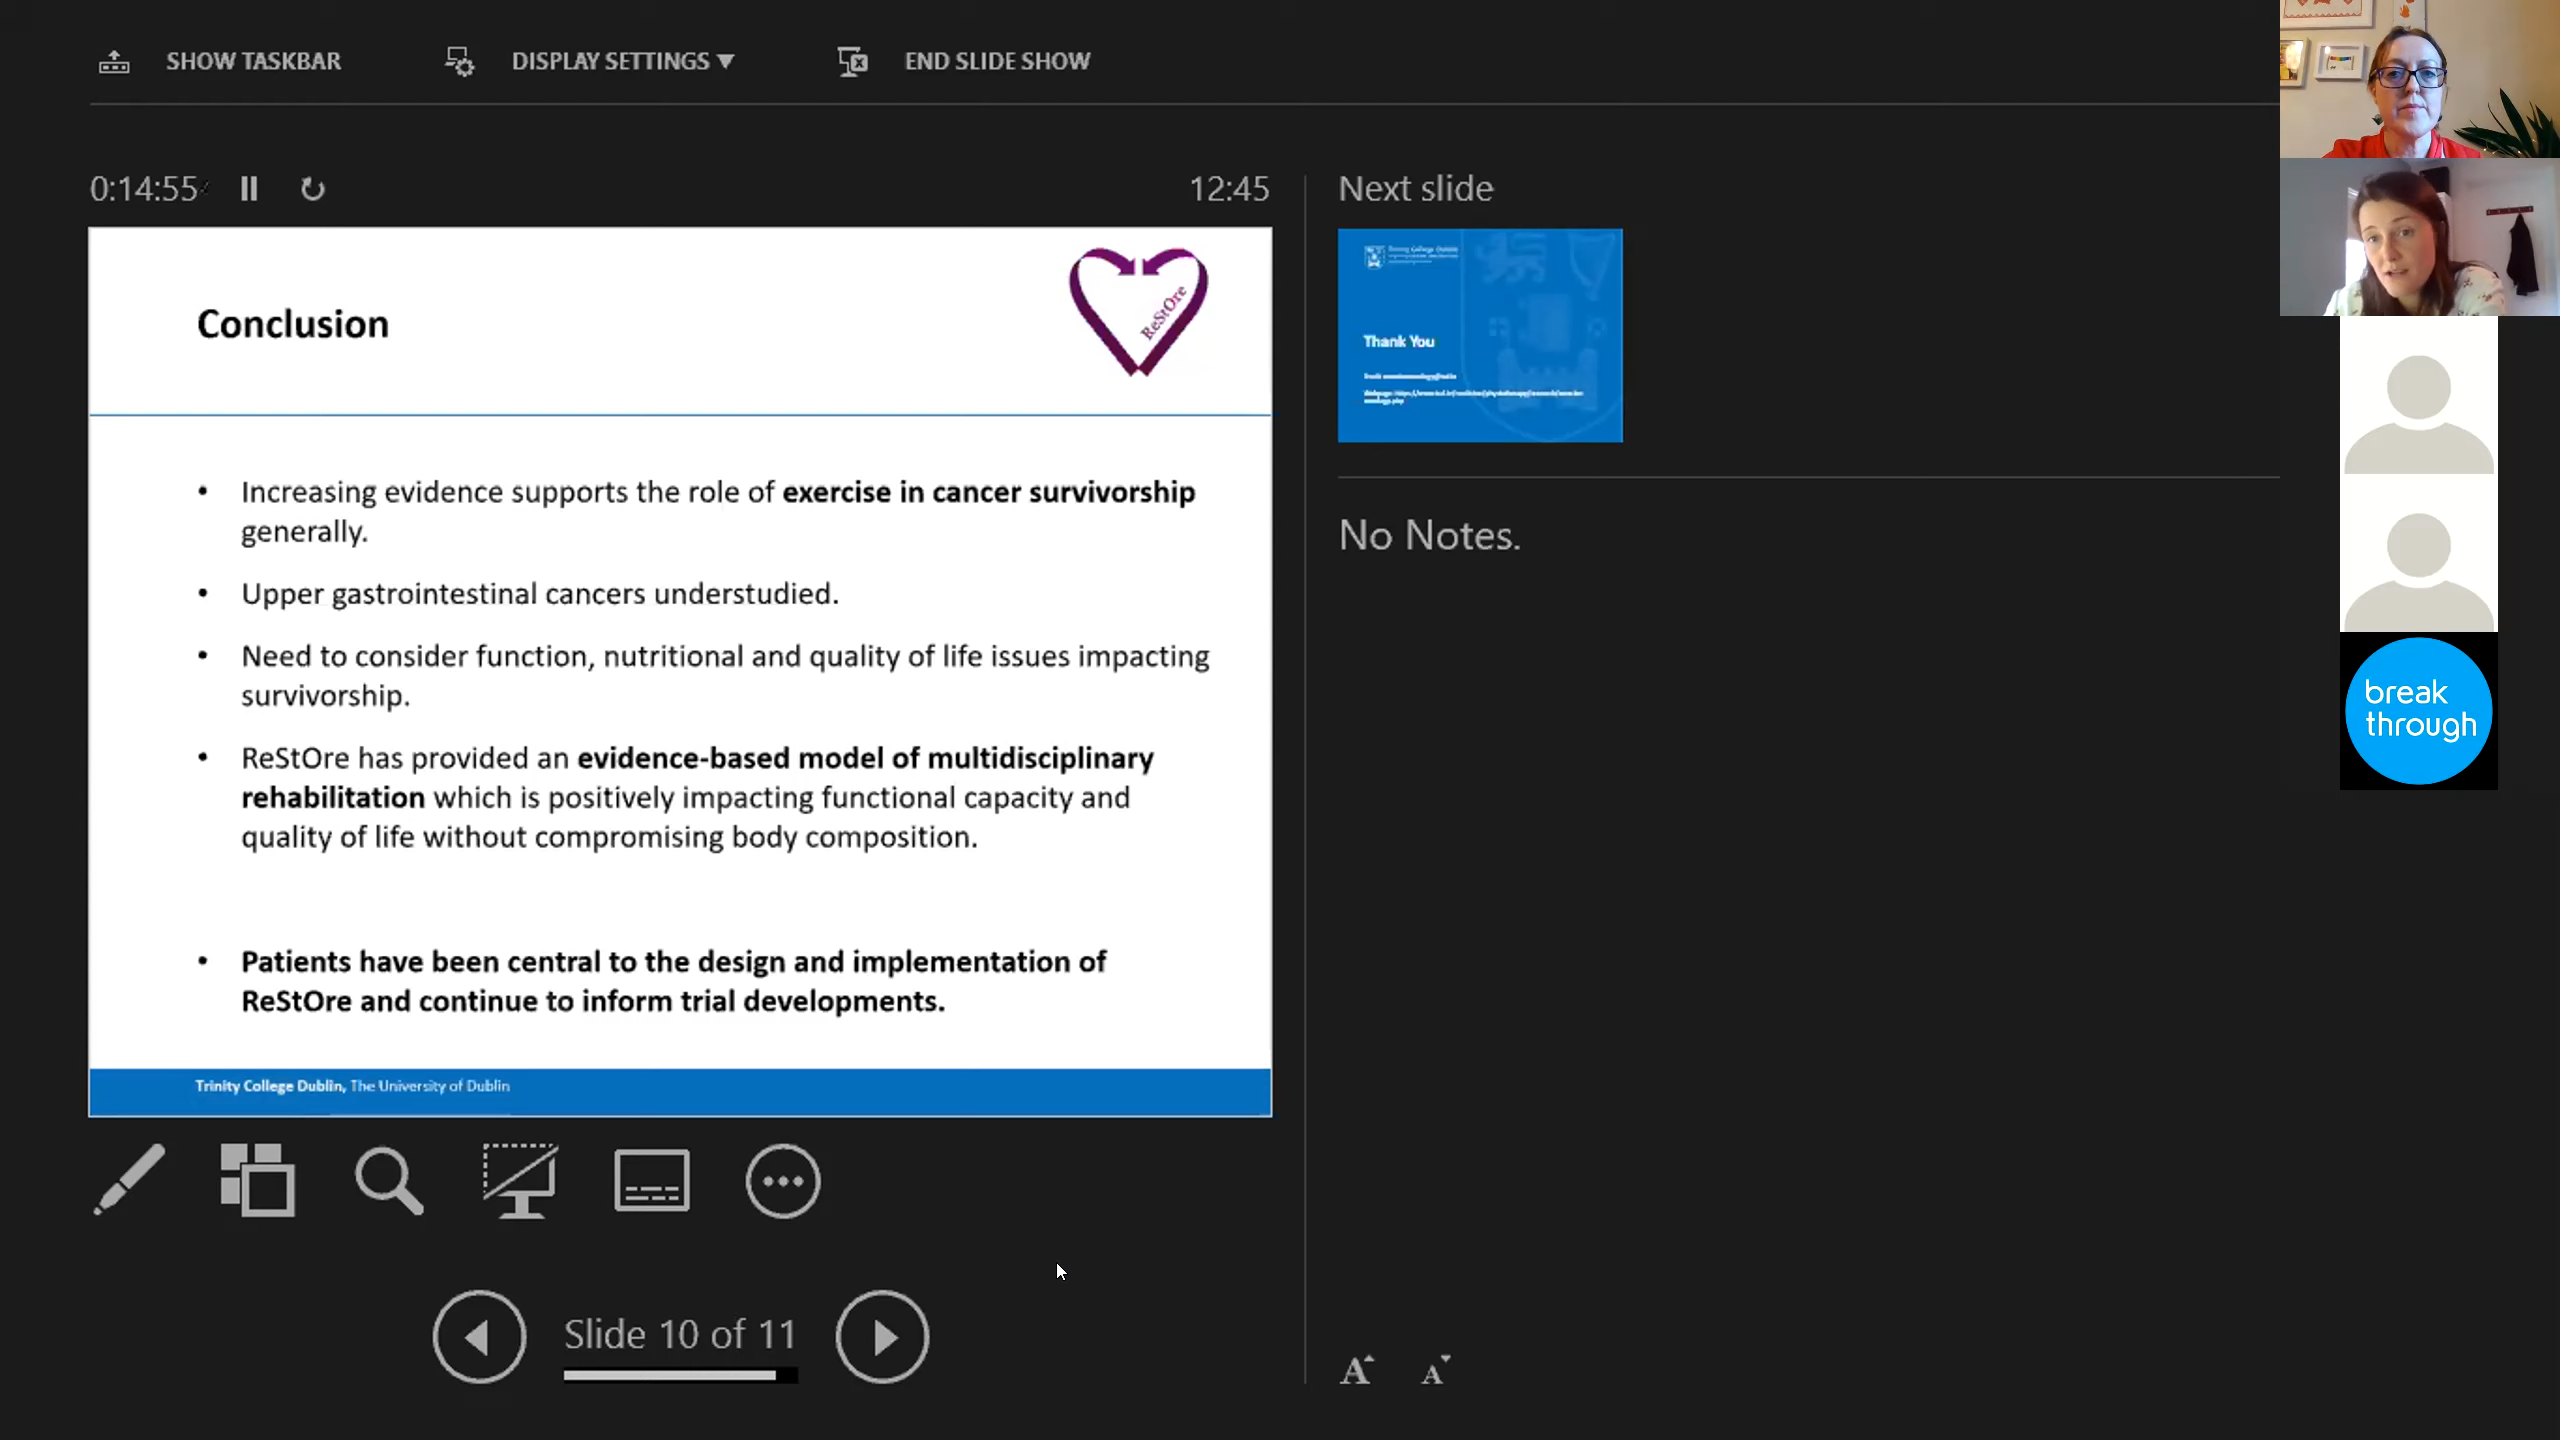 SHOW TASKBAR
DISPLAY SETTINGS
END SLIDE SHOW
0:14:55
12:45
Next slide
Conclusion
ReStOre
• Increasing evidence supports the role of exercise in cancer survivorship
generally.
• Upper gastrointestinal cancers understudied.
• Need to consider function, nutritional and quality of life issues impacting
survivorship.
• ReStOre has provided an evidence-based model of multidisciplinary
rehabilitation which is positively impacting functional capacity and
quality of life without compromising body composition.
• Patients have been central to the design and implementation of
ReStOre and continue to inform trial developments.
Trinity College Dublin, The University of Dublin
Slide 10 of 11
Trinity College Dublin
Thank You
No Notes.
A A
break
through